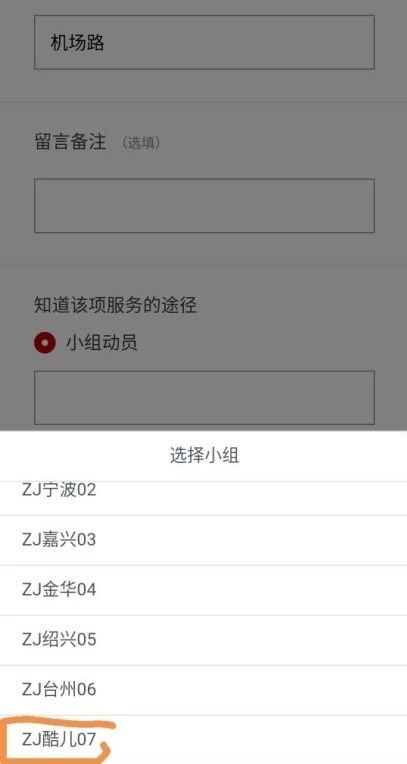 机场路
留言备注 （选填）
知道该项服务的途径
小组动员
选择小组
ZJ宁波02
ZJ嘉兴03
ZJ金华04
ZJ绍兴05
ZJ台州06
ZJ酷儿07